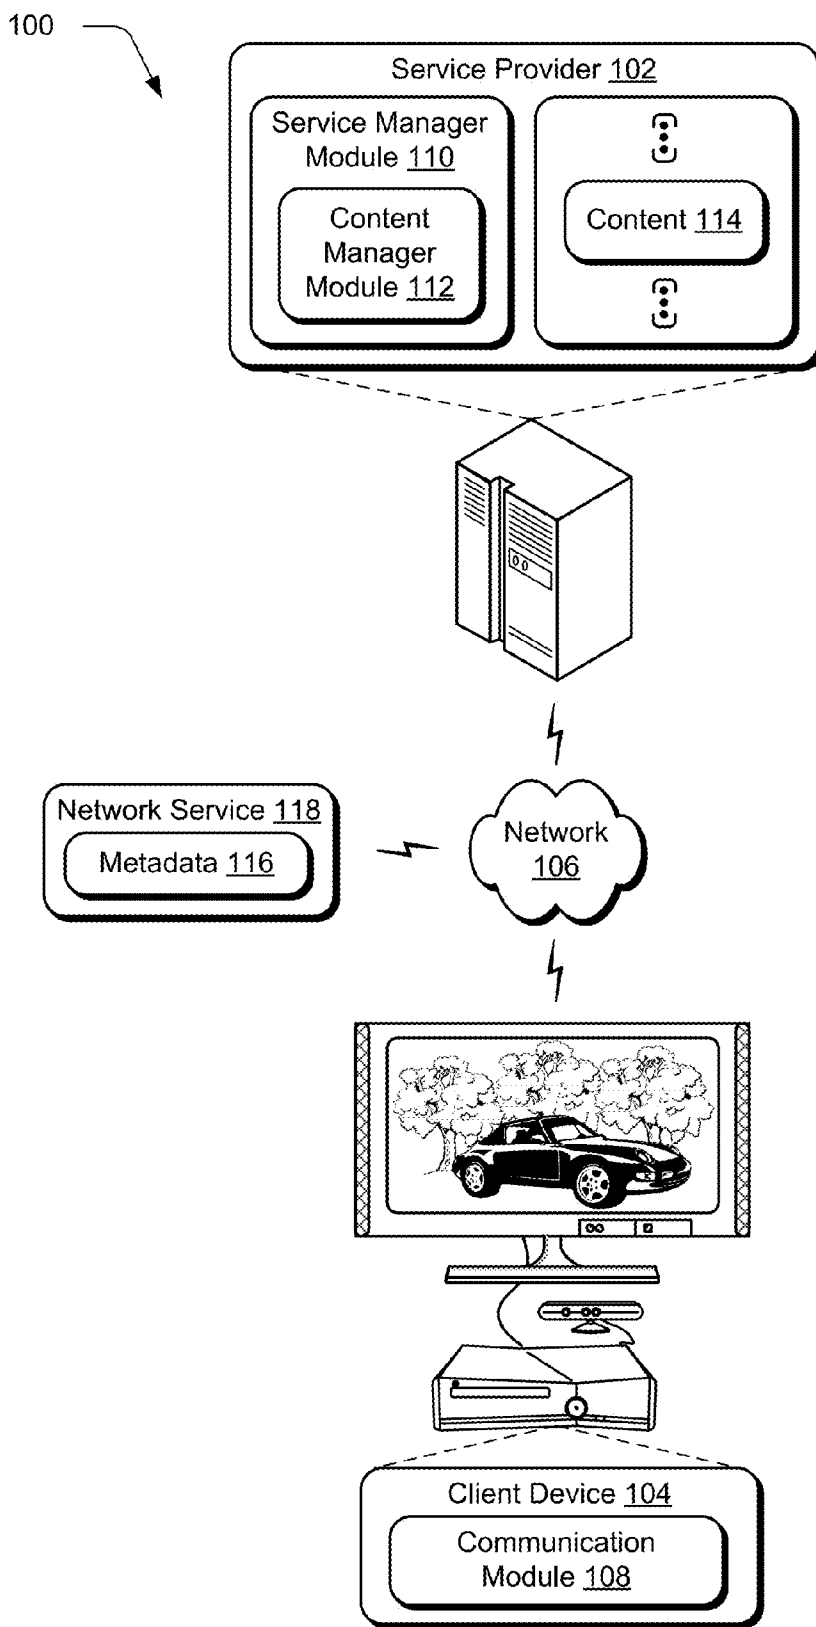 100
Service Provider 102
Service Manager
Module 110
Content
Manager
Module 112
Content 114
Network Service 118
Metadata 116
Network
106
Client Device 104
Communication
Module 108